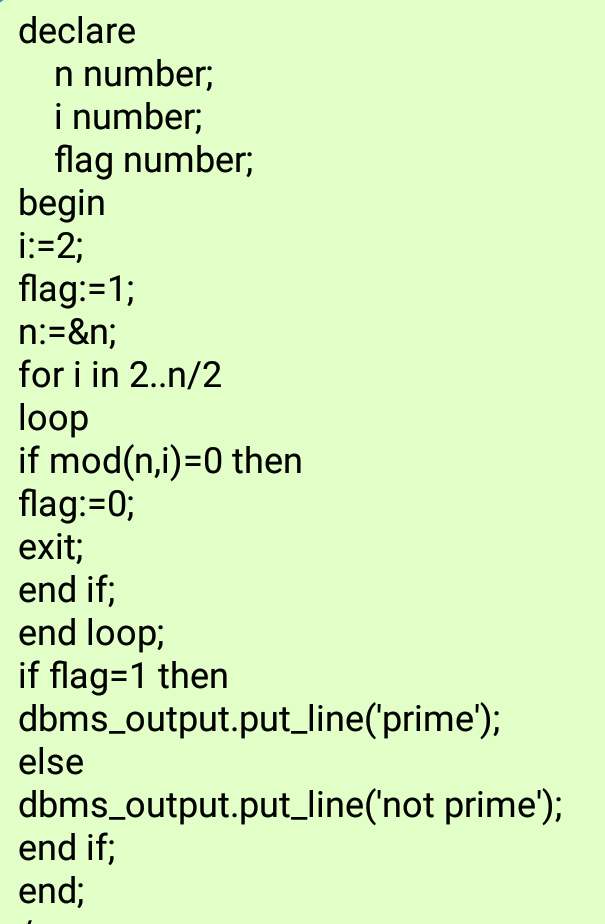 declare
n number;
i number;
flag number;
begin
i:=2;
flag:=1;
n:=&n;
for i in 2..n/2
loop
if mod(n,i)=0 then
flag:=0;
exit;
end if;
end loop;
if flag=1 then
dbms_output.put_line('prime');
else
dbms_output.put_line('not prime');
end if;
end;